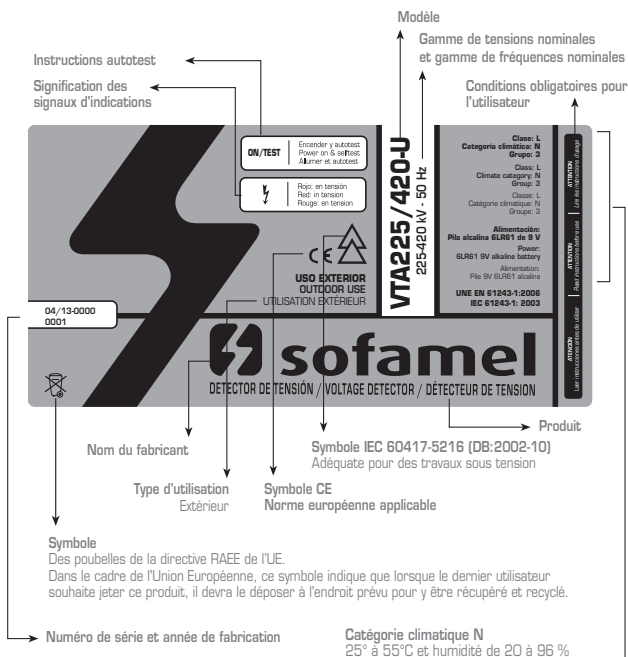 Modèle
Gamme de tensions nominales
et gamme de fréquences nominales
Instructions autotest
Signification des
signaux d'indications
Conditions obligatoires pour
l'utilisateur
ON/TEST
Encender y autotest
Power on & selftest
Allumer et autotest
Rojo: en tensión
Red: in tension
Rouge: en tension
CE
USO EXTERIOR
OUTDOOR USE
UTILISATION EXTÉRIEUR
VTA225/420-U
225-420 kV - 50 Hz
Clase: L
Categoría climática: N
Grupo: 3
Class: L
Climate category: N
Group: 3
Classe: L
Catégorie climatique: N
Groupe: 3
Alimentación:
Pila alcalina 6LR61 de 9 V
Power:
6LR61 9V alkaline battery
Alimentation:
Pile 9V 6LR61 alcaline
UNE EN 61243-1:2006
IEC 61243-1: 2003
ATTENTION
Lire les instructions d'usage
ATTENTION
Read instructions before use
ATENCIÓN
Leer instrucciones antes de utilizar
04/13-0000
0001
sofamel
DETECTOR DE TENSIÓN / VOLTAGE DETECTOR / DÉTECTEUR DE TENSION
Produit
Nom du fabricant
Symbole IEC 60417-5216 (DB:2002-10)
Adéquate pour des travaux sous tension
Type d'utilisation
Extérieur
Symbole CE
Norme européenne applicable
Symbole
Des poubelles de la directive RAEE de l'UE.
Dans le cadre de l'Union Européenne, ce symbole indique que lorsque le dernier utilisateur
souhaite jeter ce produit, il devra le déposer à l'endroit prévu pour y être récupéré et recyclé.
Numéro de série et année de fabrication
Catégorie climatique N
25° à 55°C et humidité de 20 à 96 %